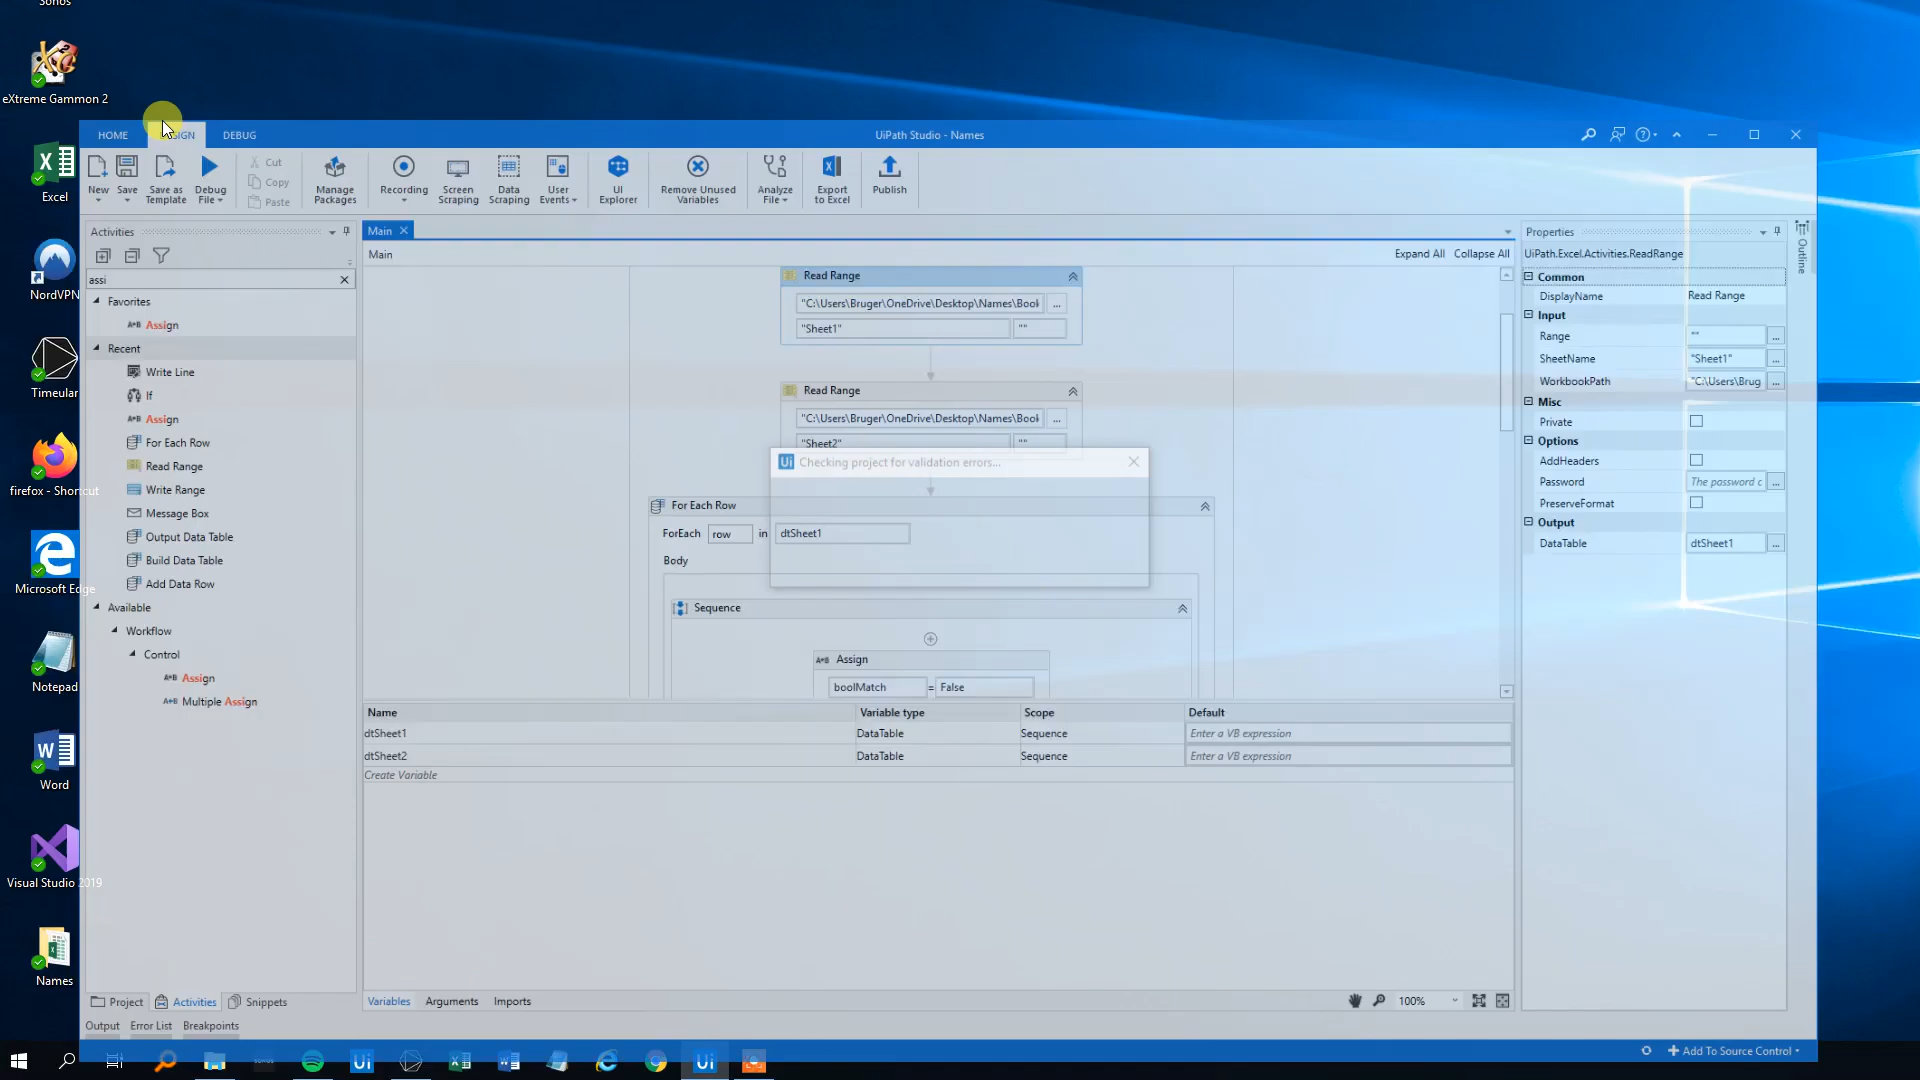 Sonos
eXtreme Gammon 2
Excel
NordVPN
Timeular
firefox - Shortcut
Microsoft Edge
Notepad
Word
Visual Studio 2019
Names
HOME
DEBUG
UiPath Studio - Names
New
Save
Save as Template
Debug File
Cut
Copy
Paste
Manage Packages
Recording
Screen Scraping
Data Scraping
User Events
UI Explorer
Remove Unused Variables
Analyze File
Export to Excel
Publish
Activities
assi
Favorites
Assign
Recent
Write Line
If
Assign
For Each Row
Read Range
Write Range
Message Box
Output Data Table
Build Data Table
Add Data Row
Available
Workflow
Control
Assign
Multiple Assign
Project
Activities
Snippets
Output
Error List
Breakpoints
Main
Main
Expand All
Collapse All
Read Range
"C:\Users\Bruger\OneDrive\Desktop\Names\Book
...
"Sheet1"
""
Read Range
"C:\Users\Bruger\OneDrive\Desktop\Names\Book
...
"Sheet2"
""
Ui Checking project for validation errors...
For Each Row
ForEach row in dtSheet1
Body
Sequence
A+B Assign
boolMatch = False
Name Variable type Scope Default
dtSheet1 DataTable Sequence Enter a VB expression
dtSheet2 DataTable Sequence Enter a VB expression
Create Variable
Variables
Arguments
Imports
100%
Properties
UiPath.Excel.Activities.ReadRange
Common
DisplayName Read Range
Input
Range "" ...
SheetName "Sheet1" ...
WorkbookPath "C:\Users\Brug ...
Misc
Private
Options
AddHeaders
Password The password c ...
PreserveFormat
Output
DataTable dtSheet1 ...
Outline
Add To Source Control